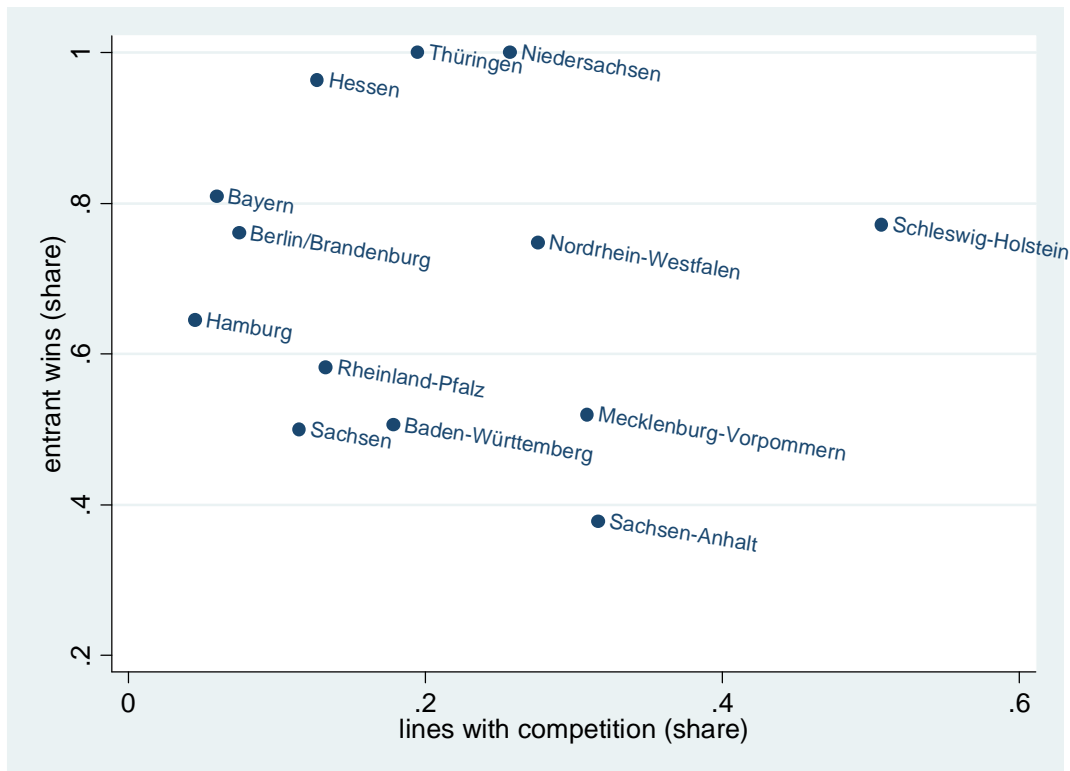 1
Thüringen
Niedersachsen
Hessen
.8
Bayern
Berlin/Brandenburg
Nordrhein-Westfalen
Schleswig-Holstein
entrant wins (share)
Hamburg
.6
Rheinland-Pfalz
Sachsen
Baden-Württemberg
Mecklenburg-Vorpommern
.4
Sachsen-Anhalt
.2
0
.2
.4
.6
lines with competition (share)